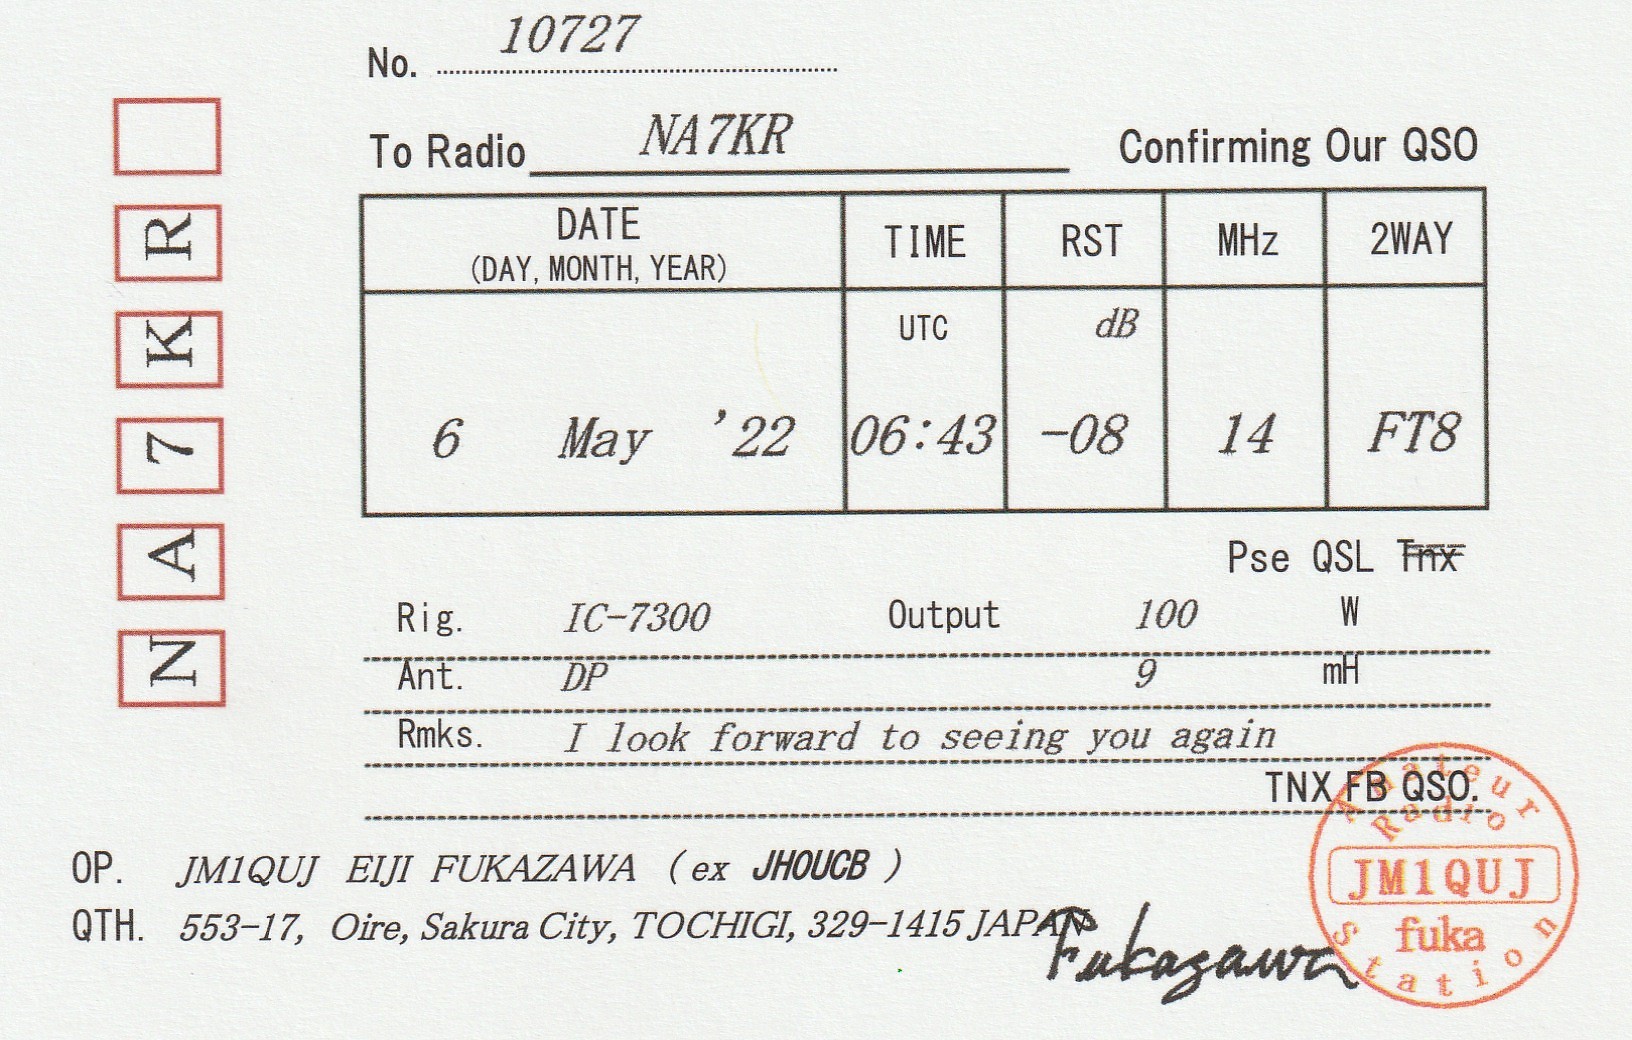 No. 10727
To Radio NA7KR Confirming Our QSO
N A 7 K R
DATE TIME RST MHz 2WAY
(DAY, MONTH, YEAR)
UTC dB
6 May '22 06:43 -08 14 FT8
Pse QSL Tnx
Rig. IC-7300 Output 100 W
Ant. DP 9 mH
Rmks. I look forward to seeing you again
TNX FB QSO.
OP. JM1QUJ EIJI FUKAZAWA (ex JH0UCB)
QTH. 553-17, Oire, Sakura City, TOCHIGI, 329-1415 JAPAN
Fukazawa
Amateur
Radio
JM1QUJ
fuka
Station